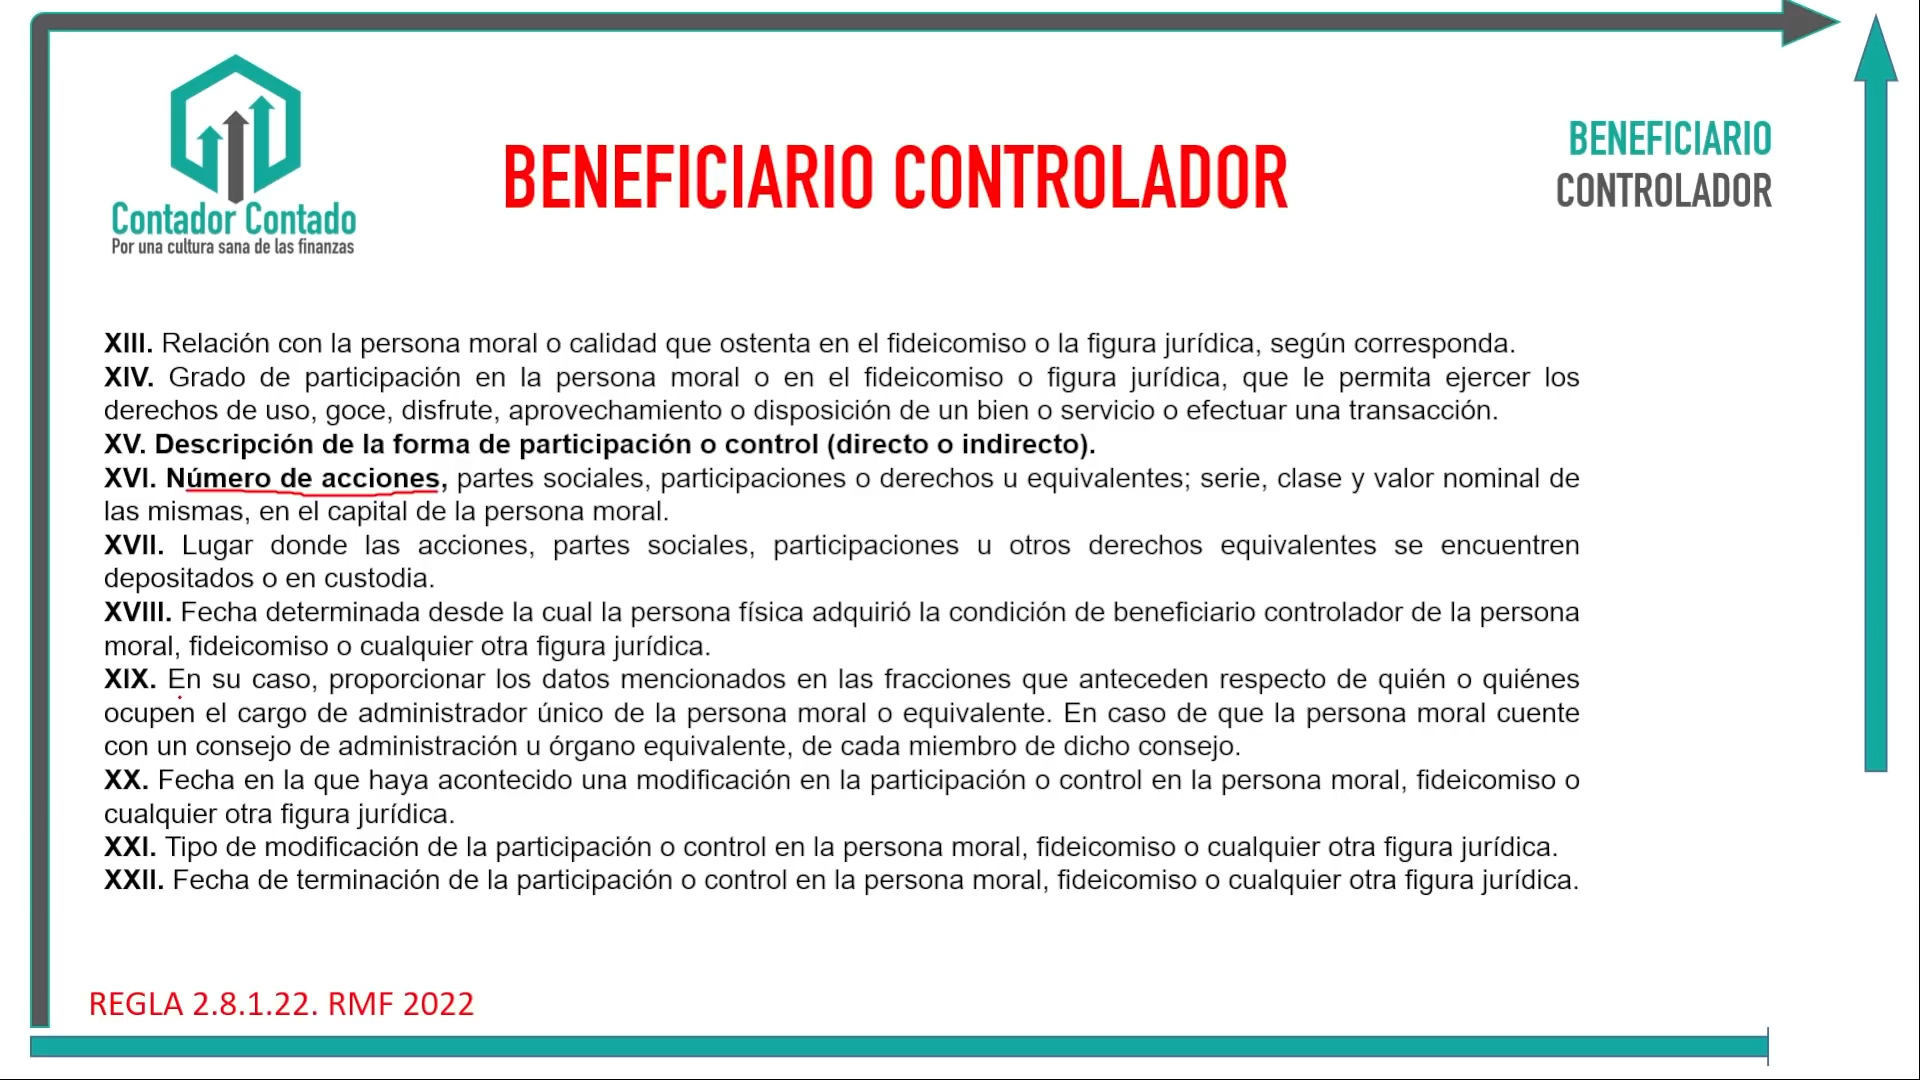 Contador Contado
Por una cultura sana de las finanzas
BENEFICIARIO CONTROLADOR
BENEFICIARIO
CONTROLADOR
XIII. Relación con la persona moral o calidad que ostenta en el fideicomiso o la figura jurídica, según corresponda.
XIV. Grado de participación en la persona moral o en el fideicomiso o figura jurídica, que le permita ejercer los
derechos de uso, goce, disfrute, aprovechamiento o disposición de un bien o servicio o efectuar una transacción.
XV. Descripción de la forma de participación o control (directo o indirecto).
XVI. Número de acciones, partes sociales, participaciones o derechos u equivalentes; serie, clase y valor nominal de
las mismas, en el capital de la persona moral.
XVII. Lugar donde las acciones, partes sociales, participaciones u otros derechos equivalentes se encuentren
depositados o en custodia.
XVIII. Fecha determinada desde la cual la persona física adquirió la condición de beneficiario controlador de la persona
moral, fideicomiso o cualquier otra figura jurídica.
XIX. En su caso, proporcionar los datos mencionados en las fracciones que anteceden respecto de quién o quiénes
ocupen el cargo de administrador único de la persona moral o equivalente. En caso de que la persona moral cuente
con un consejo de administración u órgano equivalente, de cada miembro de dicho consejo.
XX. Fecha en la que haya acontecido una modificación en la participación o control en la persona moral, fideicomiso o
cualquier otra figura jurídica.
XXI. Tipo de modificación de la participación o control en la persona moral, fideicomiso o cualquier otra figura jurídica.
XXII. Fecha de terminación de la participación o control en la persona moral, fideicomiso o cualquier otra figura jurídica.
REGLA 2.8.1.22. RMF 2022